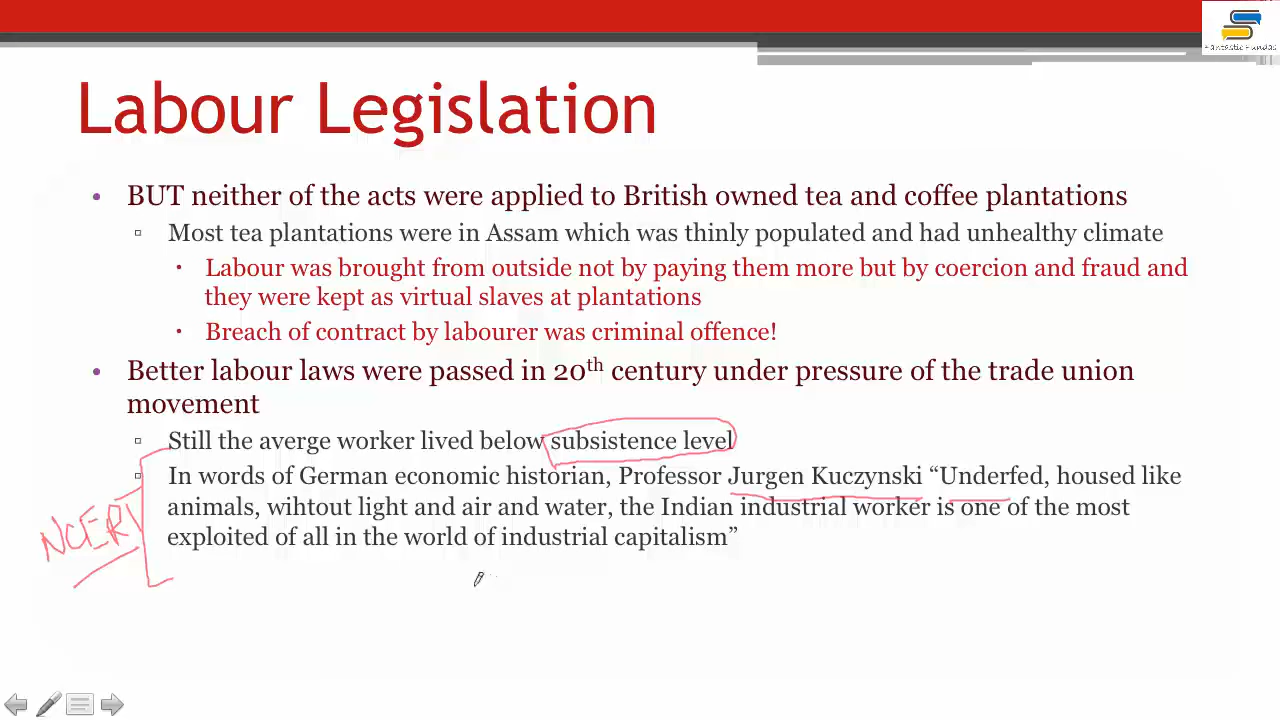 Fantastic Fundas
Labour Legislation
• BUT neither of the acts were applied to British owned tea and coffee plantations
▫ Most tea plantations were in Assam which was thinly populated and had unhealthy climate
• Labour was brought from outside not by paying them more but by coercion and fraud and
they were kept as virtual slaves at plantations
• Breach of contract by labourer was criminal offence!
• Better labour laws were passed in 20th century under pressure of the trade union
movement
▫ Still the averge worker lived below subsistence level
▫ In words of German economic historian, Professor Jurgen Kuczynski “Underfed, housed like
animals, wihtout light and air and water, the Indian industrial worker is one of the most
exploited of all in the world of industrial capitalism”
NCERT